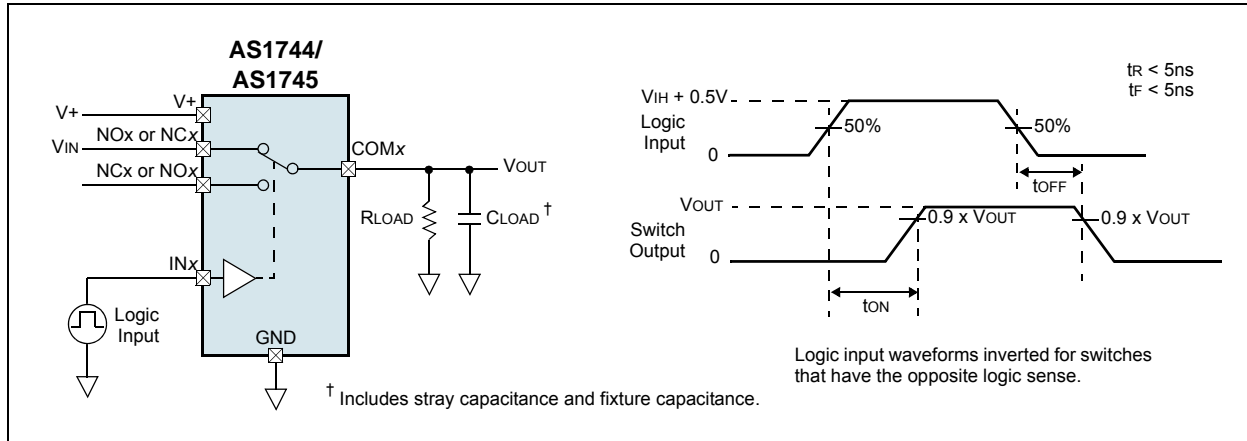 AS1744/
AS1745
V+
V+
NOx or NCx
VIN
COMx
VOUT
NCx or NOx
RLOAD
CLOAD †
INx
Logic
Input
GND
† Includes stray capacitance and fixture capacitance.
tR < 5ns
tF < 5ns
VIH + 0.5V
Logic
Input
50%
50%
0
tOFF
VOUT
0.9 x VOUT
0.9 x VOUT
Switch
Output
0
tON
Logic input waveforms inverted for switches
that have the opposite logic sense.